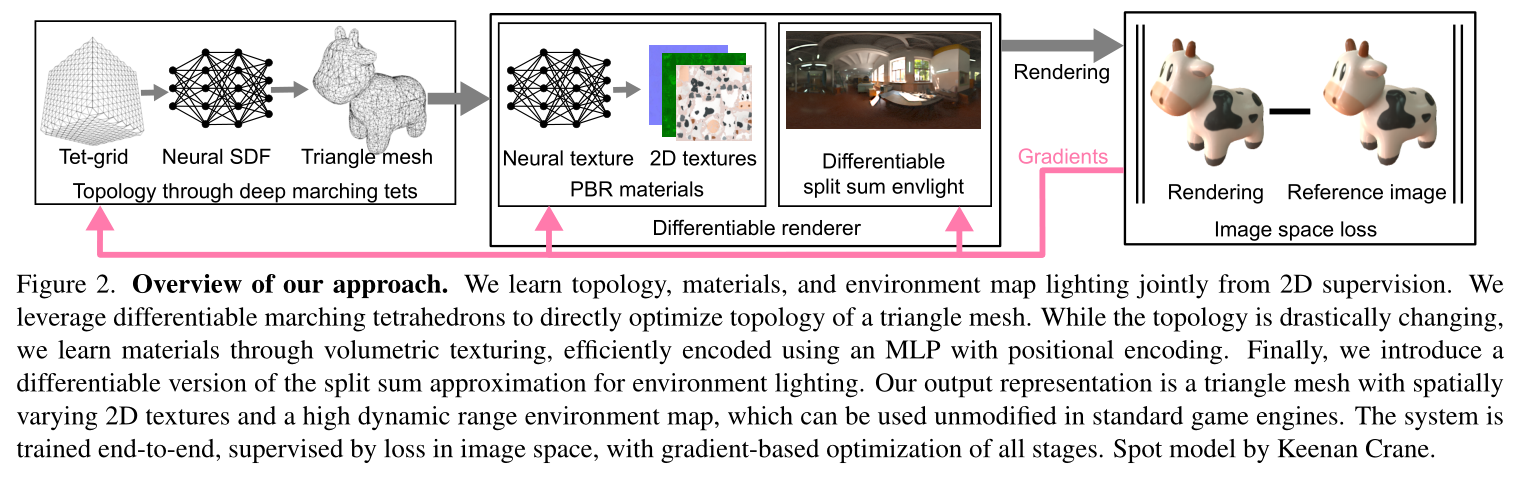 Tet-grid
Neural SDF
Triangle mesh
Topology through deep marching tets
Neural texture
2D textures
PBR materials
Differentiable
split sum envlight
Differentiable renderer
Rendering
Gradients
Rendering
Reference image
Image space loss
Figure 2. Overview of our approach. We learn topology, materials, and environment map lighting jointly from 2D supervision. We
leverage differentiable marching tetrahedrons to directly optimize topology of a triangle mesh. While the topology is drastically changing,
we learn materials through volumetric texturing, efficiently encoded using an MLP with positional encoding. Finally, we introduce a
differentiable version of the split sum approximation for environment lighting. Our output representation is a triangle mesh with spatially
varying 2D textures and a high dynamic range environment map, which can be used unmodified in standard game engines. The system is
trained end-to-end, supervised by loss in image space, with gradient-based optimization of all stages. Spot model by Keenan Crane.